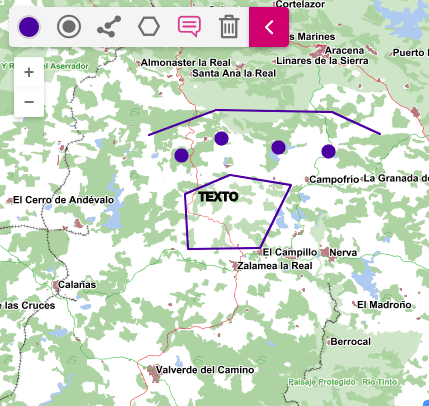 Cortelazor
s Marines
Aracena
Puerto
Linares de la Sierra
Almonaster la Real
Santa Ana la Real
Y R
del Aserrador
+
−
TEXTO
Campofrío
La Granada d
El Cerro de Andévalo
El Campillo
Nerva
Zalamea la Real
Calañas
e las Cruces
El Madroño
Berrocal
Valverde del Camino
Paisaje Protegido Río Tinto